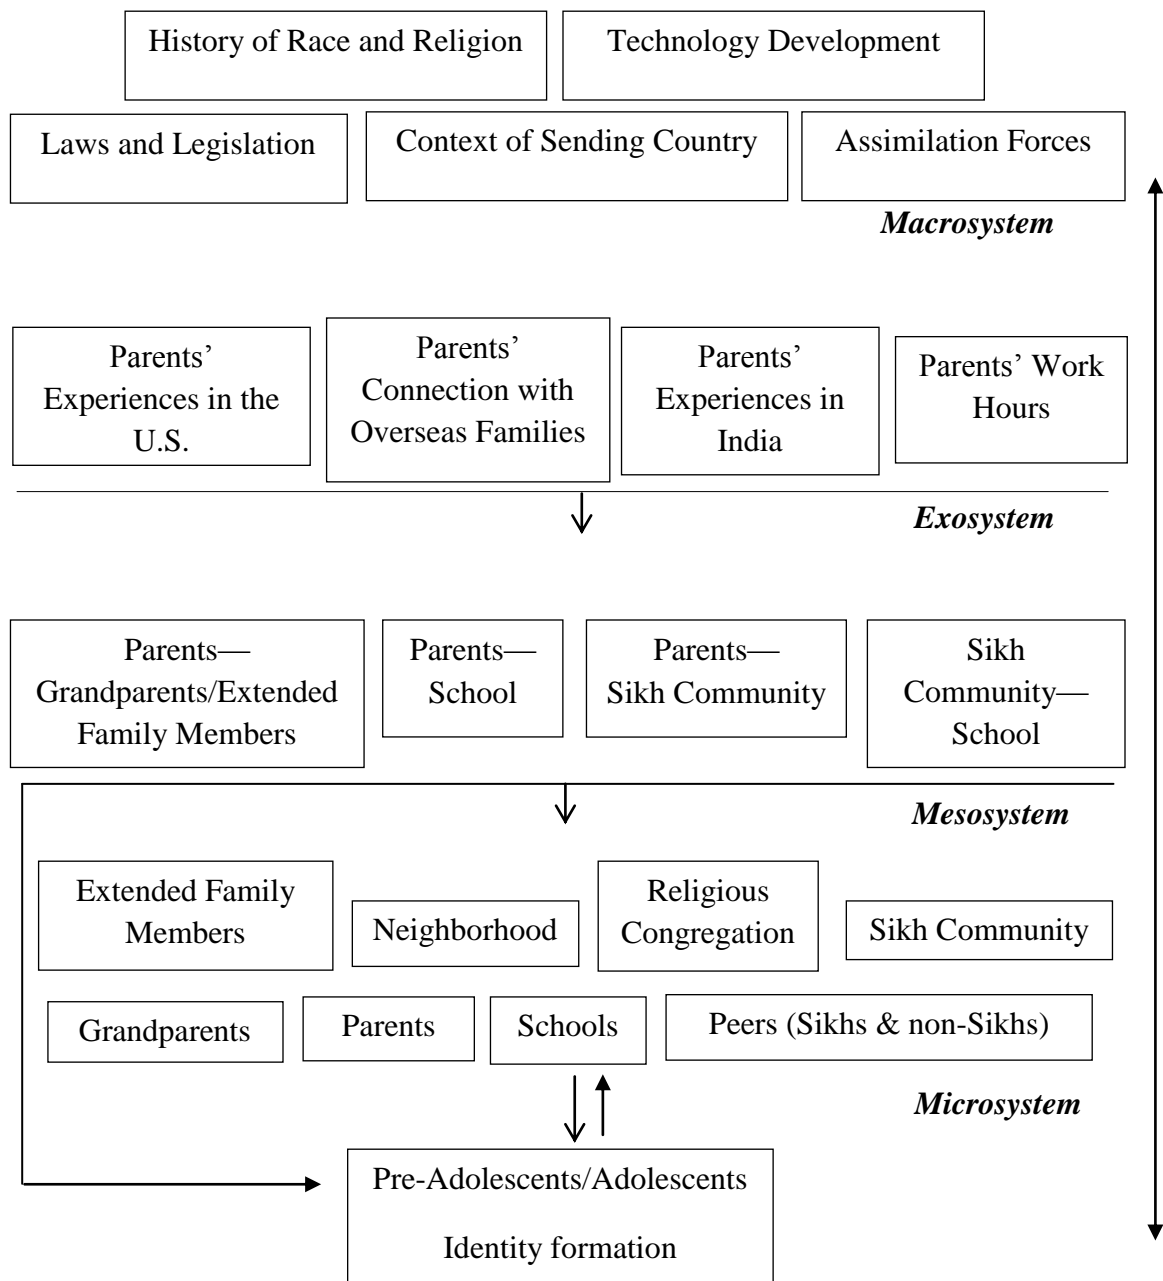 History of Race and Religion
Technology Development
Laws and Legislation
Context of Sending Country
Assimilation Forces
Macrosystem
Parents’
Experiences in the
U.S.
Parents’
Connection with
Overseas Families
Parents’
Experiences in
India
Parents’ Work
Hours
Exosystem
Parents—
Grandparents/Extended
Family Members
Parents—
School
Parents—
Sikh Community
Sikh
Community—
School
Mesosystem
Extended Family
Members
Neighborhood
Religious
Congregation
Sikh Community
Grandparents
Parents
Schools
Peers (Sikhs & non-Sikhs)
Microsystem
Pre-Adolescents/Adolescents
Identity formation